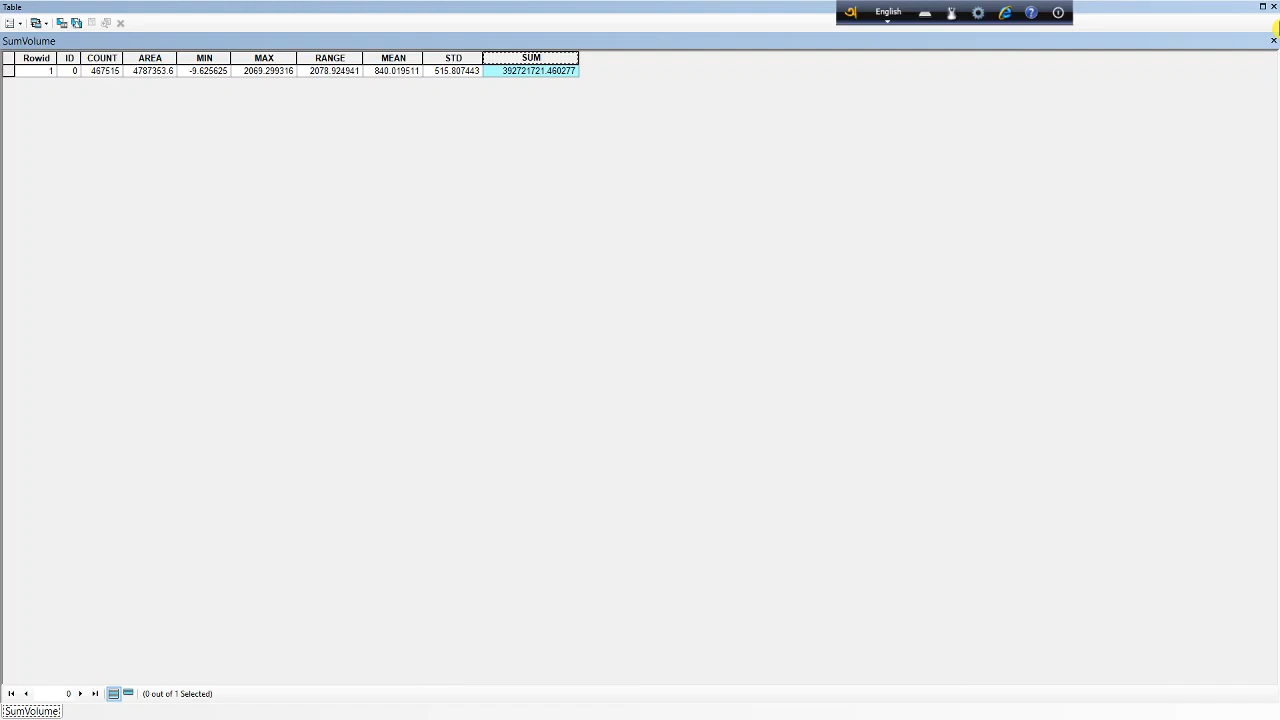 Table
অ English
SumVolume
Rowid ID COUNT AREA MIN MAX RANGE MEAN STD SUM
1 0 467515 4787353.6 -9.625625 2069.299316 2078.924941 840.019511 515.807443 392721721.460277
0 (0 out of 1 Selected)
SumVolume